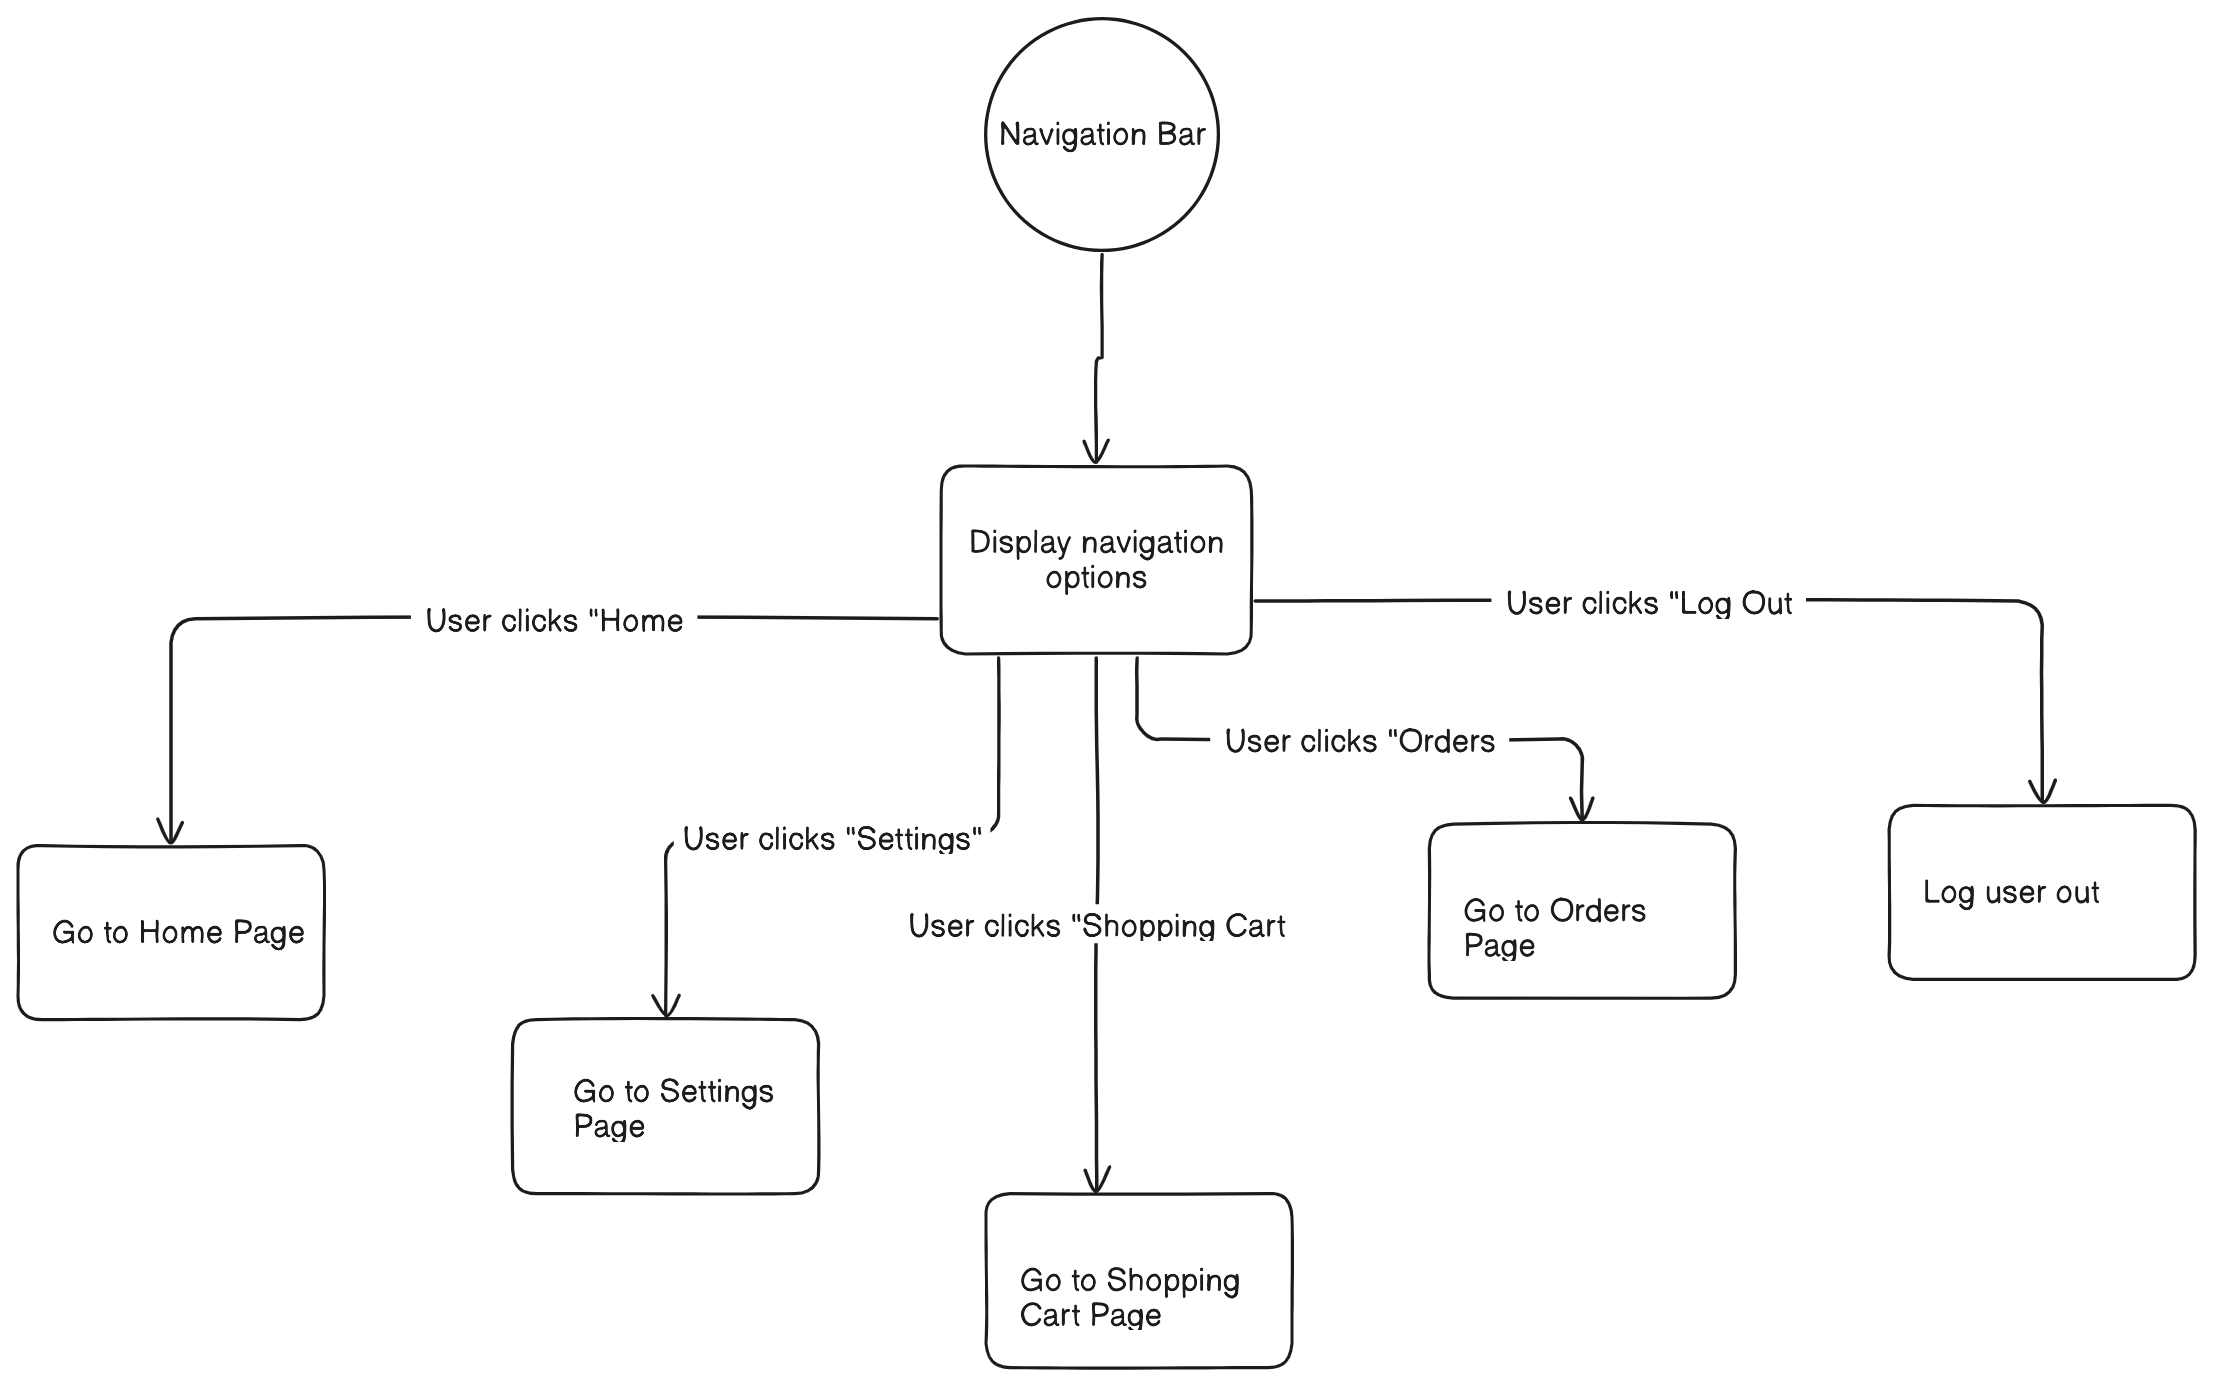 Navigation Bar
Display navigation
options
User clicks "Home
User clicks "Log Out
User clicks "Orders
User clicks "Settings"
User clicks "Shopping Cart
Go to Home Page
Go to Settings
Page
Go to Shopping
Cart Page
Go to Orders
Page
Log user out